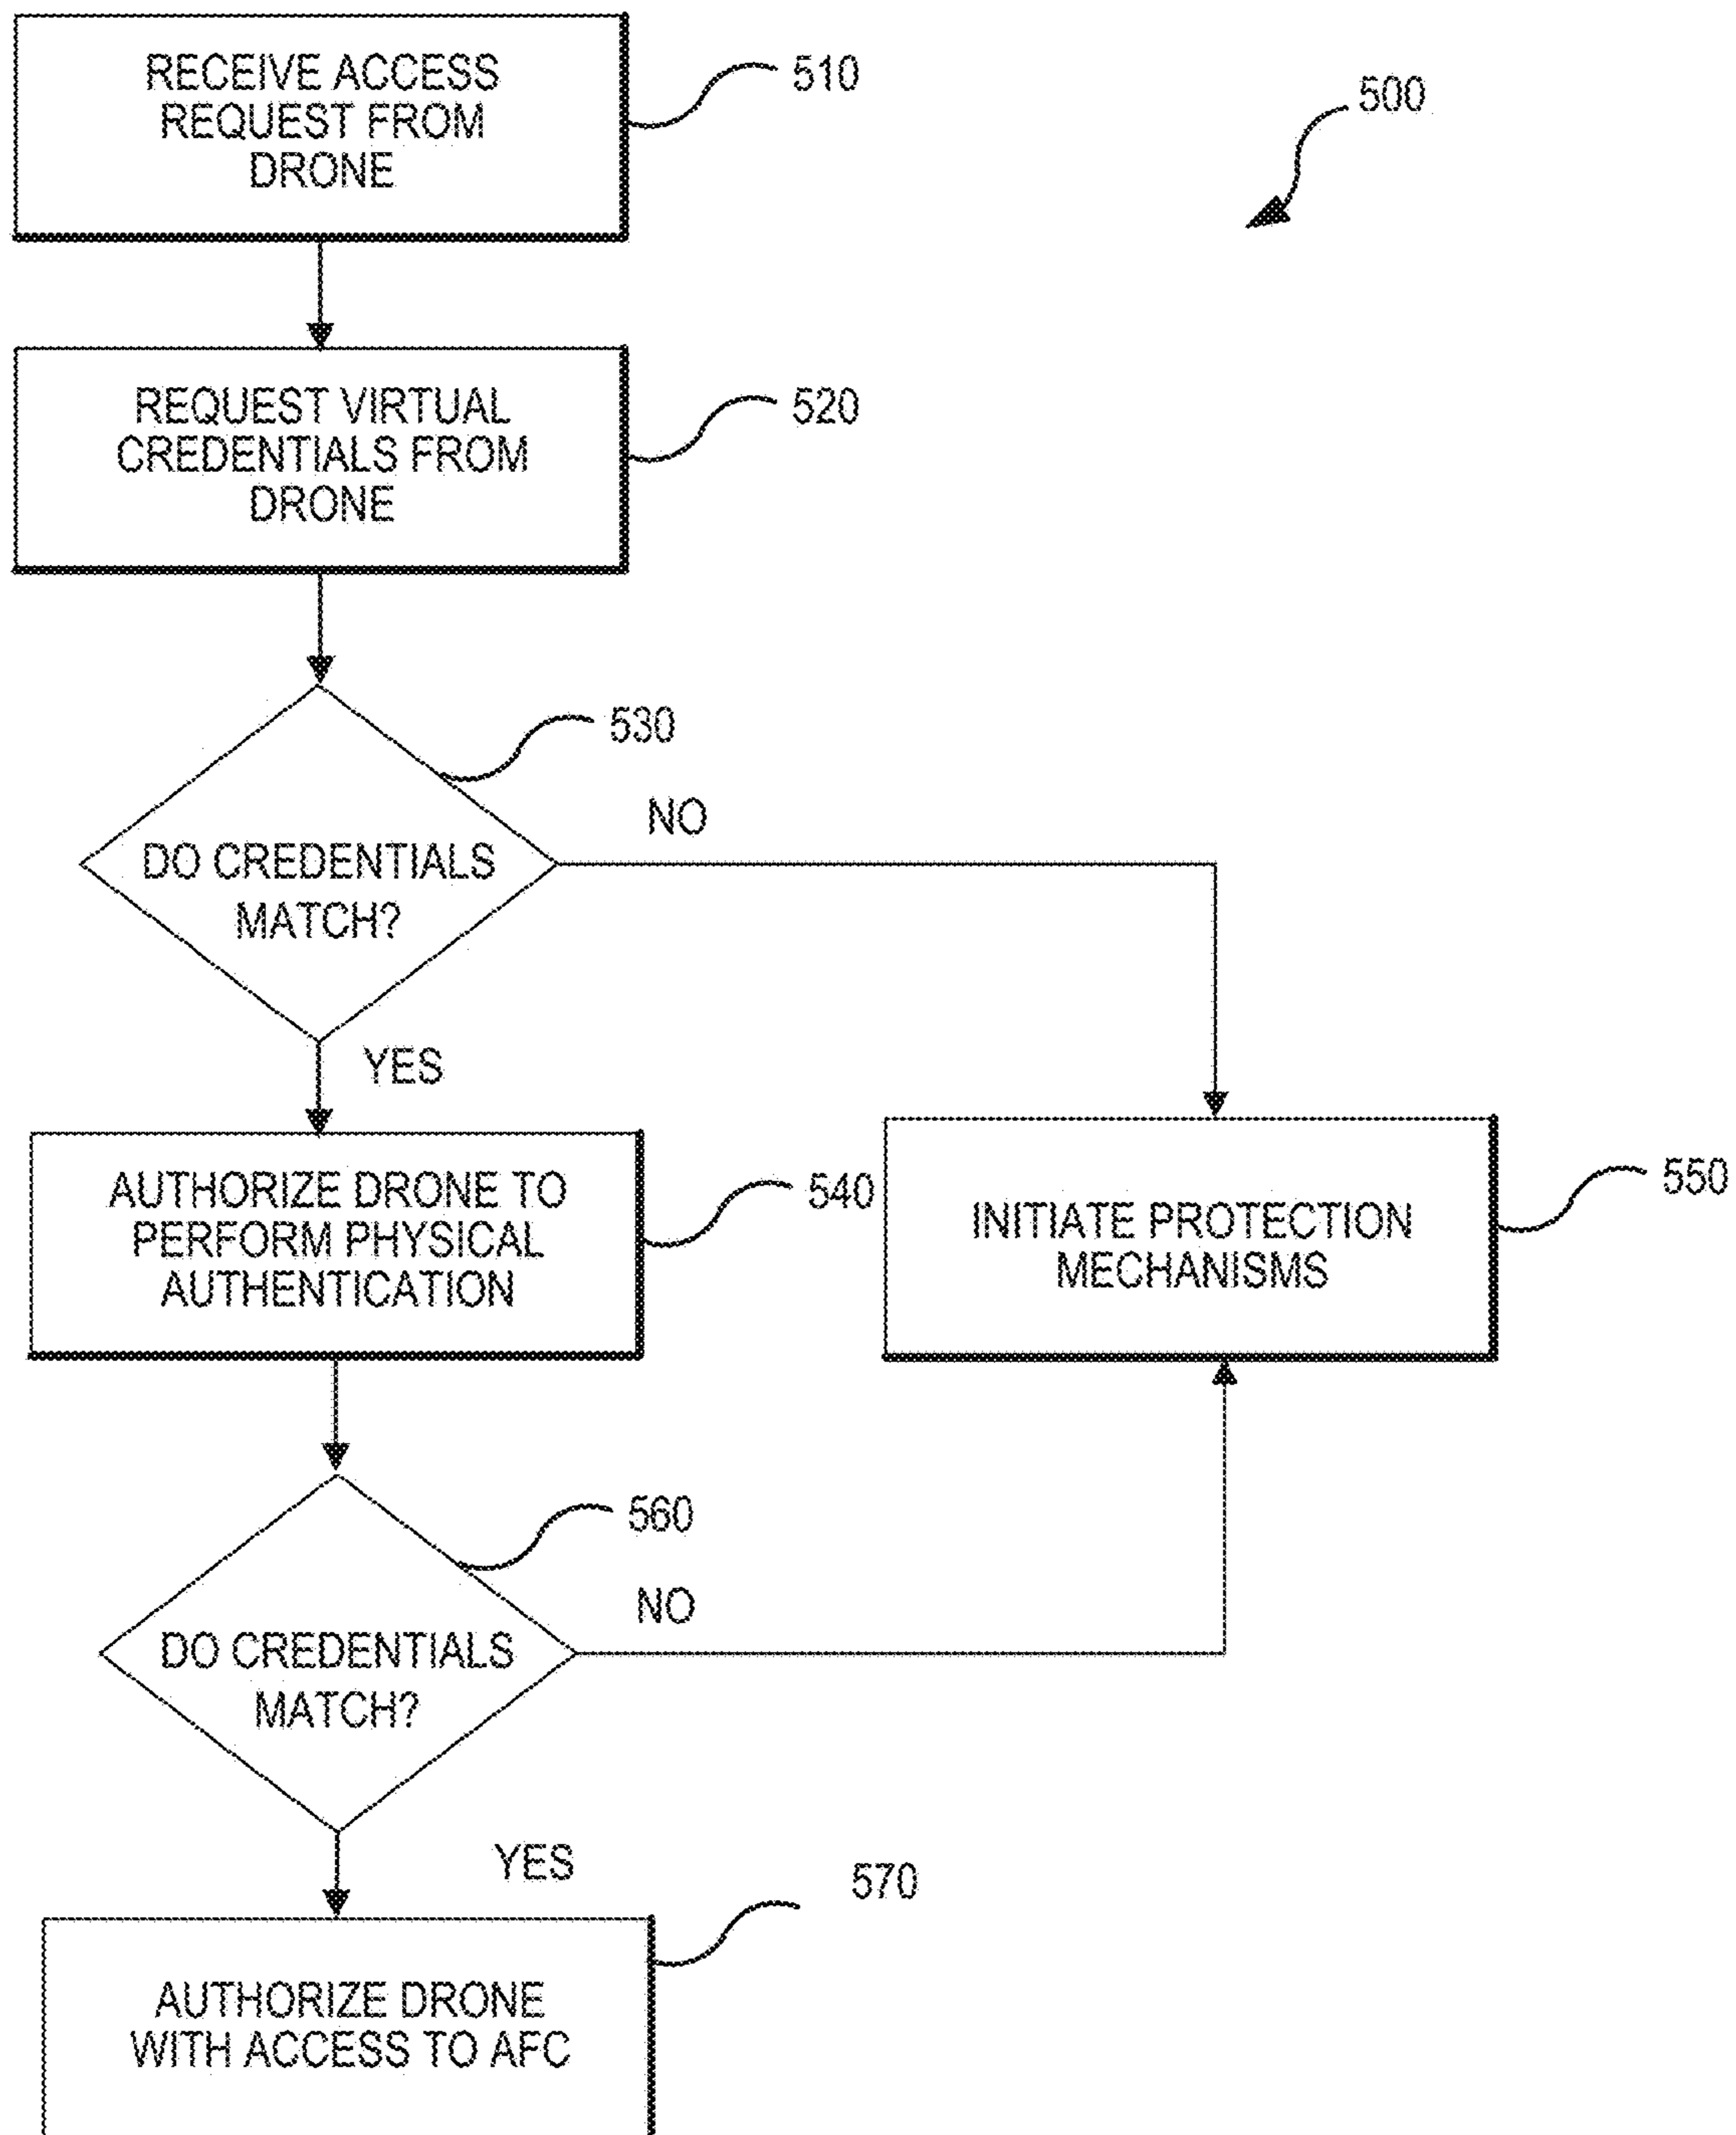 RECEIVE ACCESS
REQUEST FROM
DRONE
510
500
REQUEST VIRTUAL
CREDENTIALS FROM
DRONE
520
530
NO
DO CREDENTIALS
MATCH?
YES
AUTHORIZE DRONE TO
PERFORM PHYSICAL
AUTHENTICATION
540
INITIATE PROTECTION
MECHANISMS
550
560
NO
DO CREDENTIALS
MATCH?
YES
570
AUTHORIZE DRONE
WITH ACCESS TO AFC